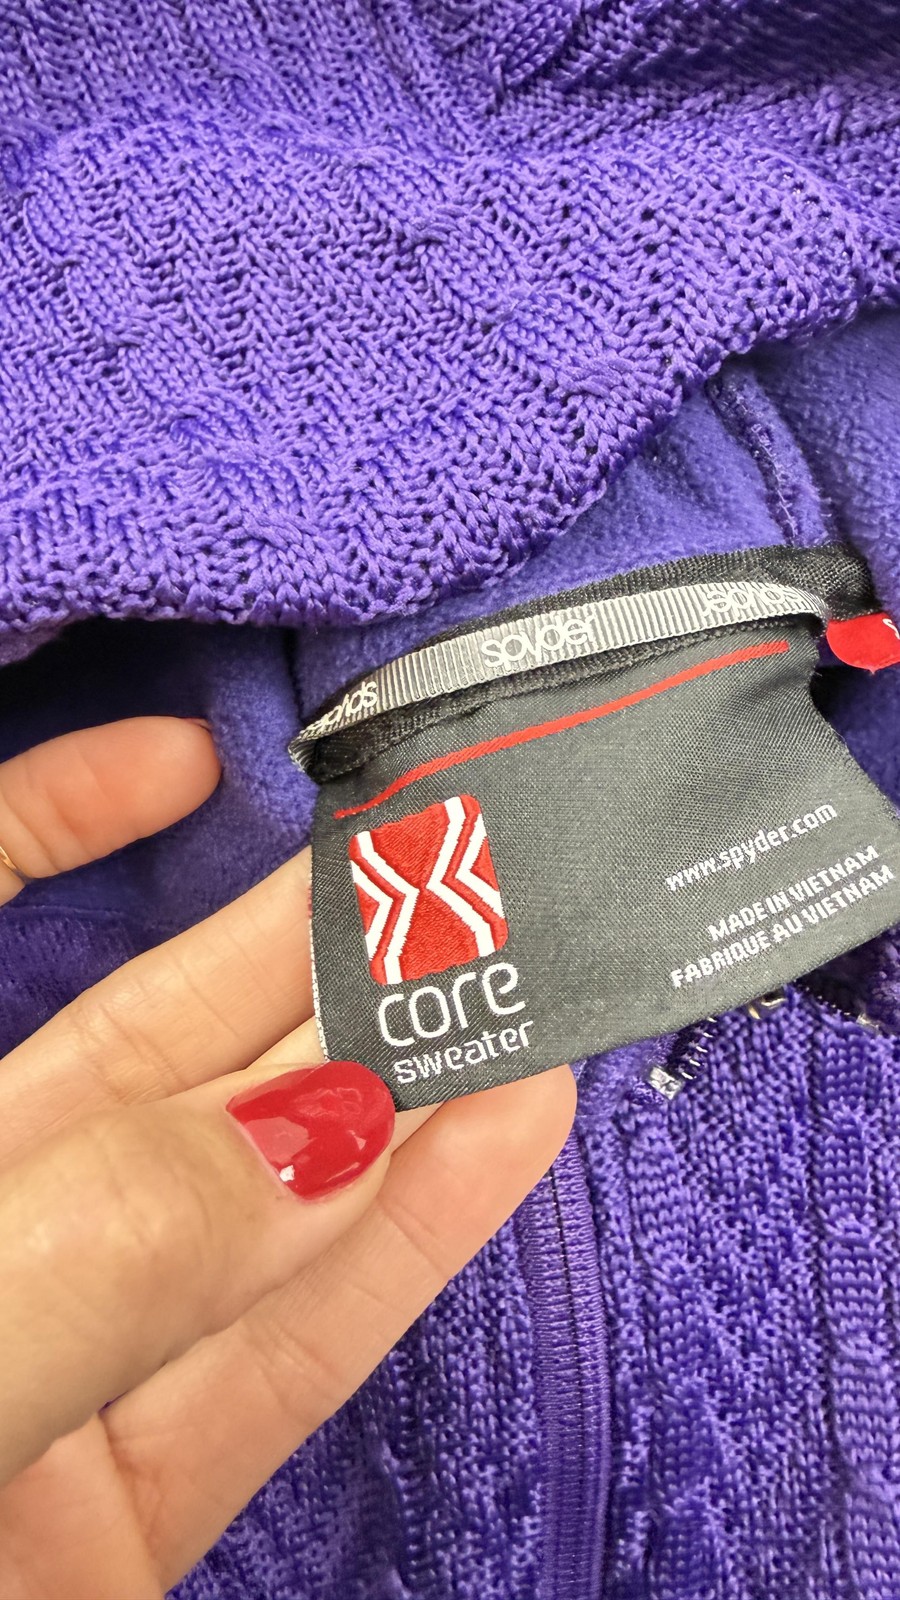 spyder
spyder
spyder
www.spyder.com
MADE IN VIETNAM
FABRIQUE AU VIETNAM
core
sweater